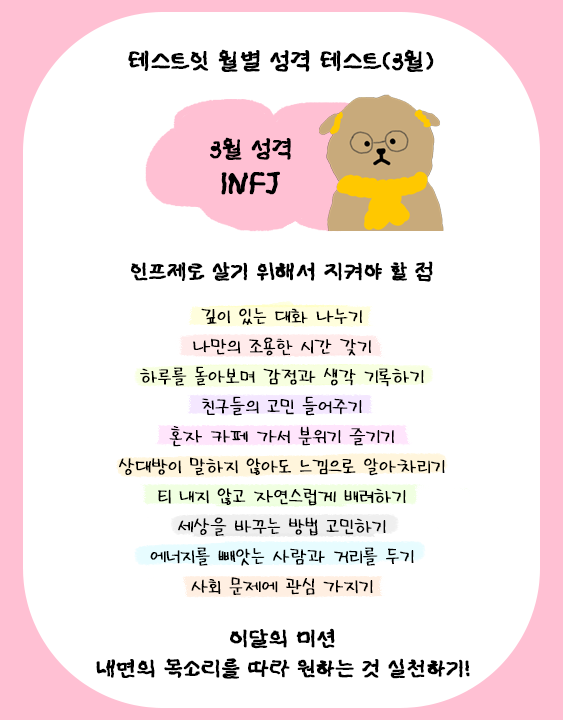 테스트잇 월별 성격 테스트(3월)
3월 성격
INFJ
인프제로 살기 위해서 지켜야 할 점
깊이 있는 대화 나누기
나만의 조용한 시간 갖기
하루를 돌아보며 감정과 생각 기록하기
친구들의 고민 들어주기
혼자 카페 가서 분위기 즐기기
상대방이 말하지 않아도 느낌으로 알아차리기
티 내지 않고 자연스럽게 배려하기
세상을 바꾸는 방법 고민하기
에너지를 빼앗는 사람과 거리를 두기
사회 문제에 관심 가지기
이달의 미션
내면의 목소리를 따라 원하는 것 실천하기!